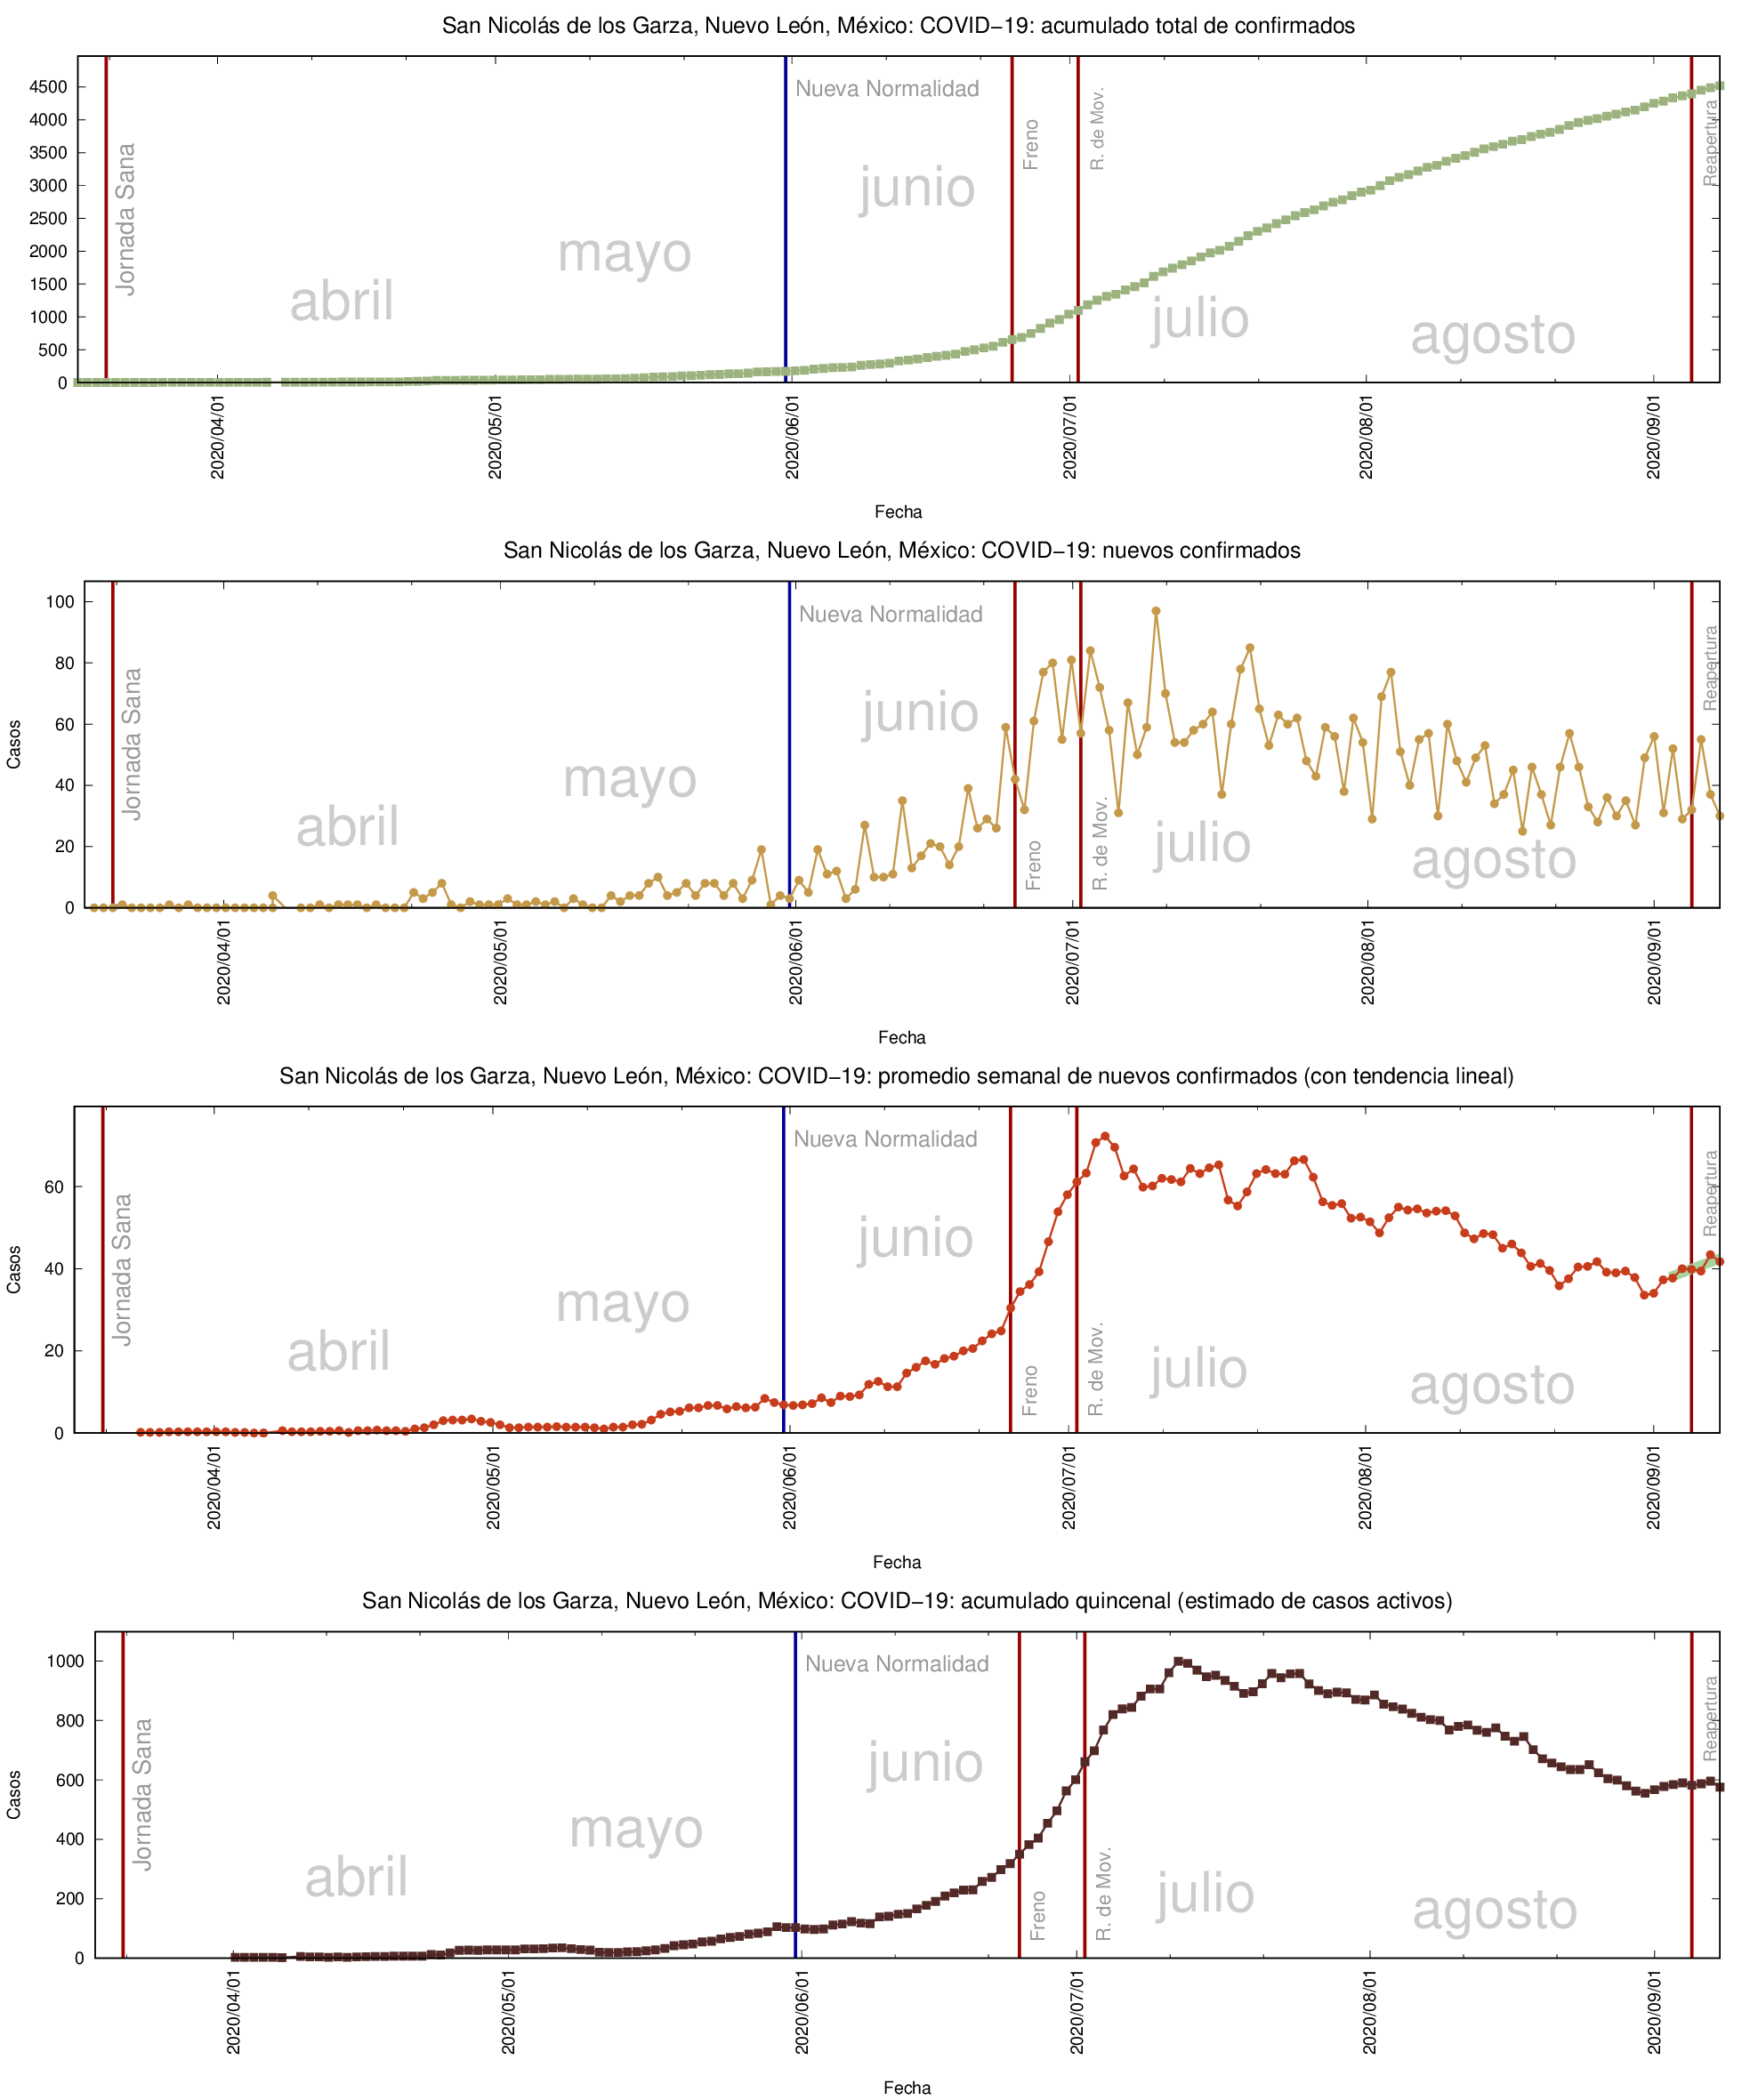 San Nicolás de los Garza, Nuevo León, México: COVID−19: acumulado total de confirmados
4500
4000
3500
3000
2500
2000
1500
1000
500
0
Jornada Sana
abril
mayo
Nueva Normalidad
junio
Freno
R. de Mov.
julio
agosto
Reapertura
2020/04/01
2020/05/01
2020/06/01
2020/07/01
2020/08/01
2020/09/01
Fecha
San Nicolás de los Garza, Nuevo León, México: COVID−19: nuevos confirmados
Casos
100
80
60
40
20
0
Jornada Sana
abril
mayo
Nueva Normalidad
junio
Freno
R. de Mov.
julio
agosto
Reapertura
2020/04/01
2020/05/01
2020/06/01
2020/07/01
2020/08/01
2020/09/01
Fecha
San Nicolás de los Garza, Nuevo León, México: COVID−19: promedio semanal de nuevos confirmados (con tendencia lineal)
Casos
60
40
20
0
Jornada Sana
abril
mayo
Nueva Normalidad
junio
Freno
R. de Mov.
julio
agosto
Reapertura
2020/04/01
2020/05/01
2020/06/01
2020/07/01
2020/08/01
2020/09/01
Fecha
San Nicolás de los Garza, Nuevo León, México: COVID−19: acumulado quincenal (estimado de casos activos)
Casos
1000
800
600
400
200
0
Jornada Sana
abril
mayo
Nueva Normalidad
junio
Freno
R. de Mov.
julio
agosto
Reapertura
2020/04/01
2020/05/01
2020/06/01
2020/07/01
2020/08/01
2020/09/01
Fecha